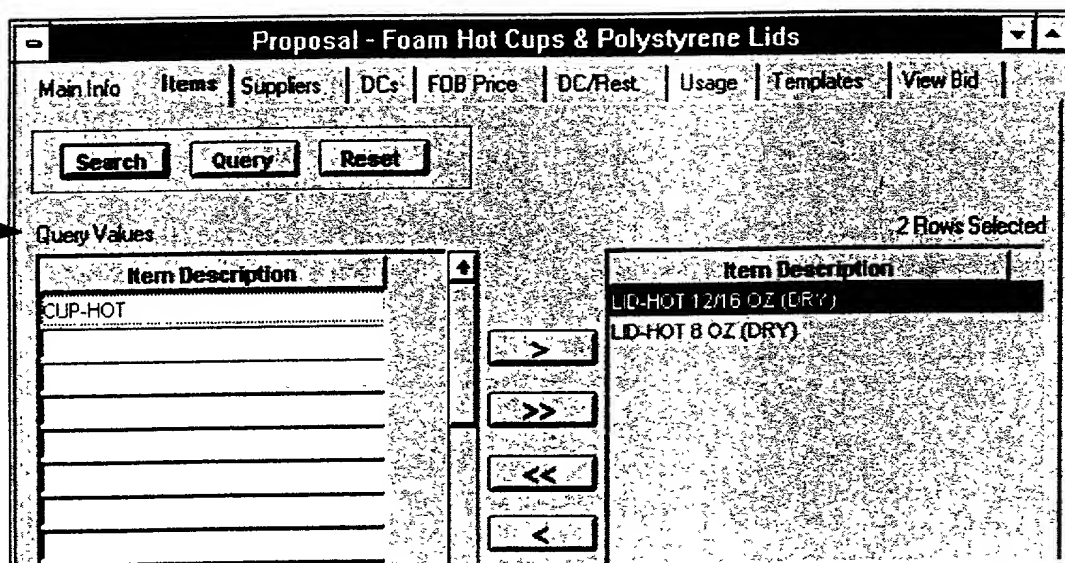 Proposal - Foam Hot Cups & Polystyrene Lids
Main Info Items Suppliers DCs FOB Price DC/Rest. Usage Templates View Bid
Search Query Reset
Query Values 2 Rows Selected
Item Description Item Description
CUP-HOT LID-HOT 12/16 OZ (DRY)
LID-HOT 8 OZ (DRY)
>
>>
<<
<